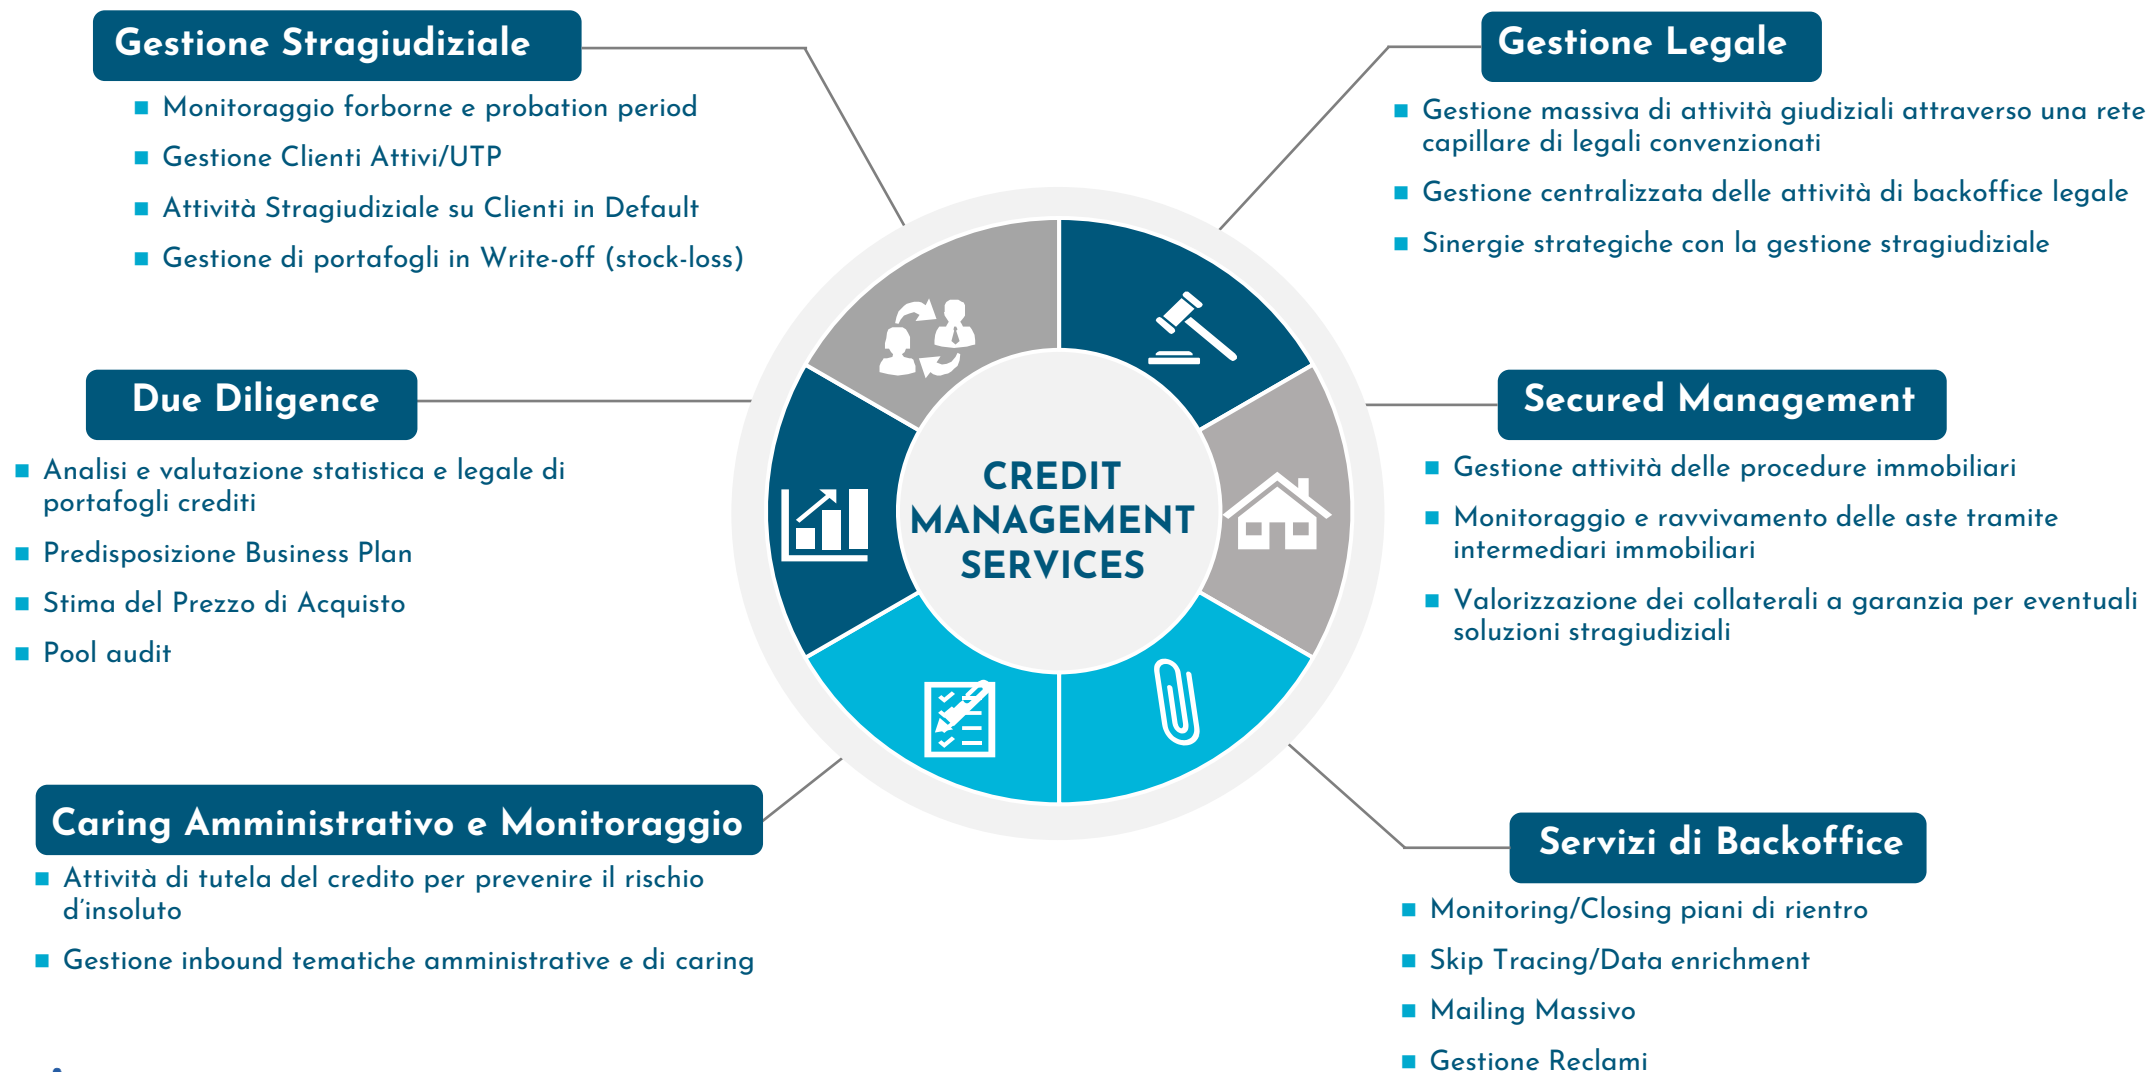 Gestione Stragiudiziale
Monitoraggio forborne e probation period
Gestione Clienti Attivi/UTP
Attività Stragiudiziale su Clienti in Default
Gestione di portafogli in Write-off (stock-loss)
Gestione Legale
Gestione massiva di attività giudiziali attraverso una rete
capillare di legali convenzionati
Gestione centralizzata delle attività di backoffice legale
Sinergie strategiche con la gestione stragiudiziale
Due Diligence
Analisi e valutazione statistica e legale di
portafogli crediti
Predisposizione Business Plan
Stima del Prezzo di Acquisto
Pool audit
CREDIT
MANAGEMENT
SERVICES
Secured Management
Gestione attività delle procedure immobiliari
Monitoraggio e ravvivamento delle aste tramite
intermediari immobiliari
Valorizzazione dei collaterali a garanzia per eventuali
soluzioni stragiudiziali
Caring Amministrativo e Monitoraggio
Attività di tutela del credito per prevenire il rischio
d'insoluto
Gestione inbound tematiche amministrative e di caring
Servizi di Backoffice
Monitoring/Closing piani di rientro
Skip Tracing/Data enrichment
Mailing Massivo
Gestione Reclami